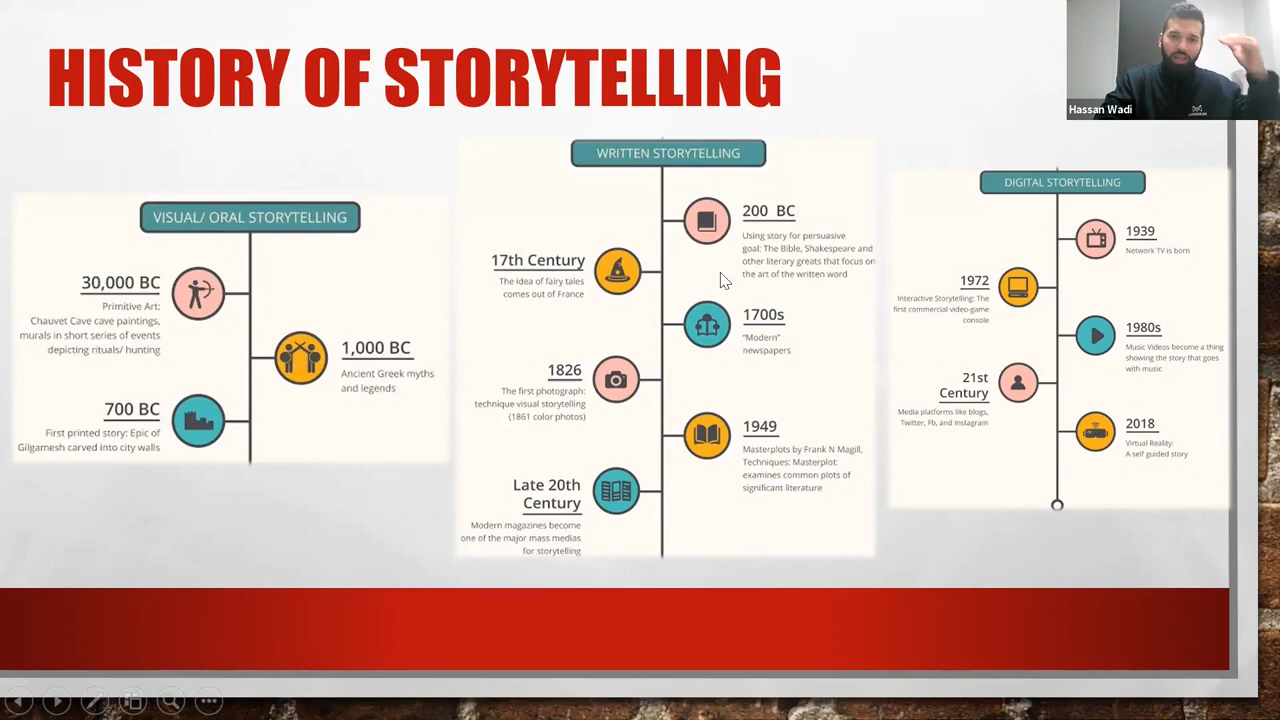 HISTORY OF STORYTELLING
Hassan Wadi
VISUAL/ ORAL STORYTELLING
30,000 BC
Primitive Art:
Chauvet Cave cave paintings,
murals in short series of events
depicting rituals/ hunting
1,000 BC
Ancient Greek myths
and legends
700 BC
First printed story: Epic of
Gilgamesh carved into city walls
WRITTEN STORYTELLING
200 BC
Using story for persuasive
goal: The Bible, Shakespeare and
other literary greats that focus on
the art of the written word
17th Century
The idea of fairy tales
comes out of France
1700s
"Modern"
newspapers
1826
The first photograph:
technique visual storytelling
(1861 color photos)
1949
Masterplots by Frank N Magill,
Techniques: Masterplot:
examines common plots of
significant literature
Late 20th
Century
Modern magazines become
one of the major mass medias
for storytelling
DIGITAL STORYTELLING
1939
Network TV is born
1972
Interactive Storytelling: The
first commercial video-game
console
1980s
Music Videos become a thing
showing the story that goes
with music
21st
Century
Media platforms like blogs,
Twitter, Fb, and Instagram
2018
Virtual Reality:
A self guided story